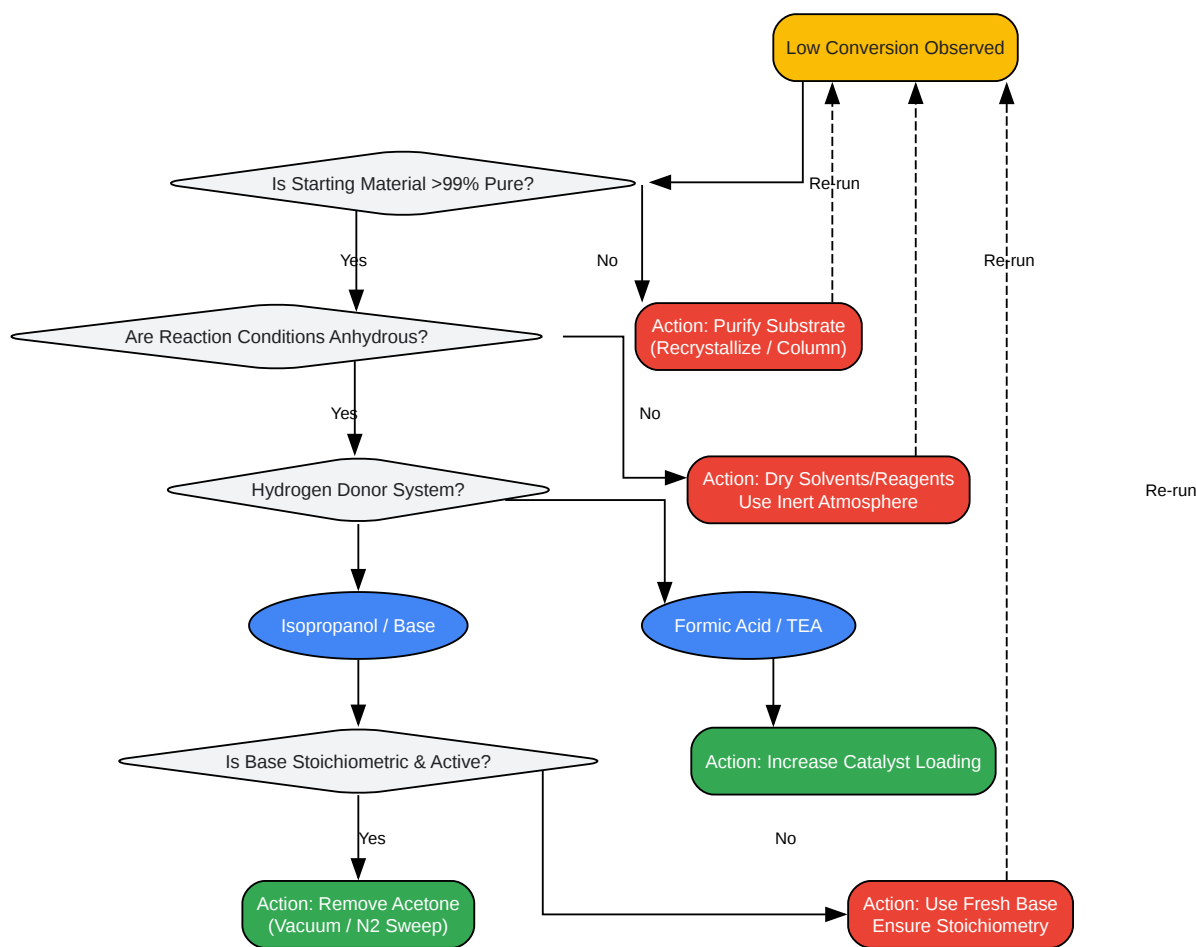 Low Conversion Observed
Is Starting Material >99% Pure?
Re-run
Yes
No
Re-run
Action: Purify Substrate
(Recrystallize / Column)
Are Reaction Conditions Anhydrous?
Yes
No
Action: Dry Solvents/Reagents
Use Inert Atmosphere
Hydrogen Donor System?
Re-run
Isopropanol / Base
Formic Acid / TEA
Is Base Stoichiometric & Active?
Action: Increase Catalyst Loading
Yes
No
Action: Remove Acetone
(Vacuum / N2 Sweep)
Action: Use Fresh Base
Ensure Stoichiometry